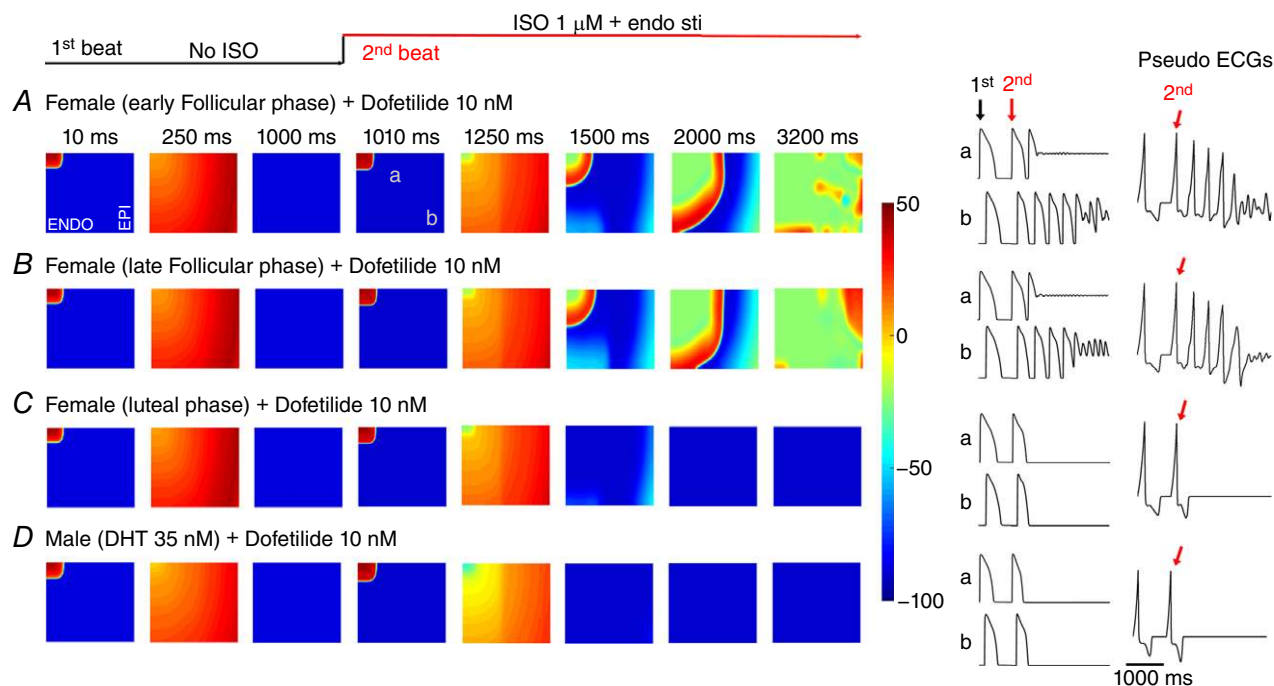 ISO 1 μM + endo sti
1st beat
No ISO
2nd beat
Pseudo ECGs
1st
2nd
2nd
A Female (early Follicular phase) + Dofetilide 10 nM
10 ms 250 ms 1000 ms 1010 ms 1250 ms 1500 ms 2000 ms 3200 ms
ENDO
EPI
a
b
a
b
B Female (late Follicular phase) + Dofetilide 10 nM
a
b
C Female (luteal phase) + Dofetilide 10 nM
a
b
D Male (DHT 35 nM) + Dofetilide 10 nM
a
b
50
0
−50
−100
1000 ms